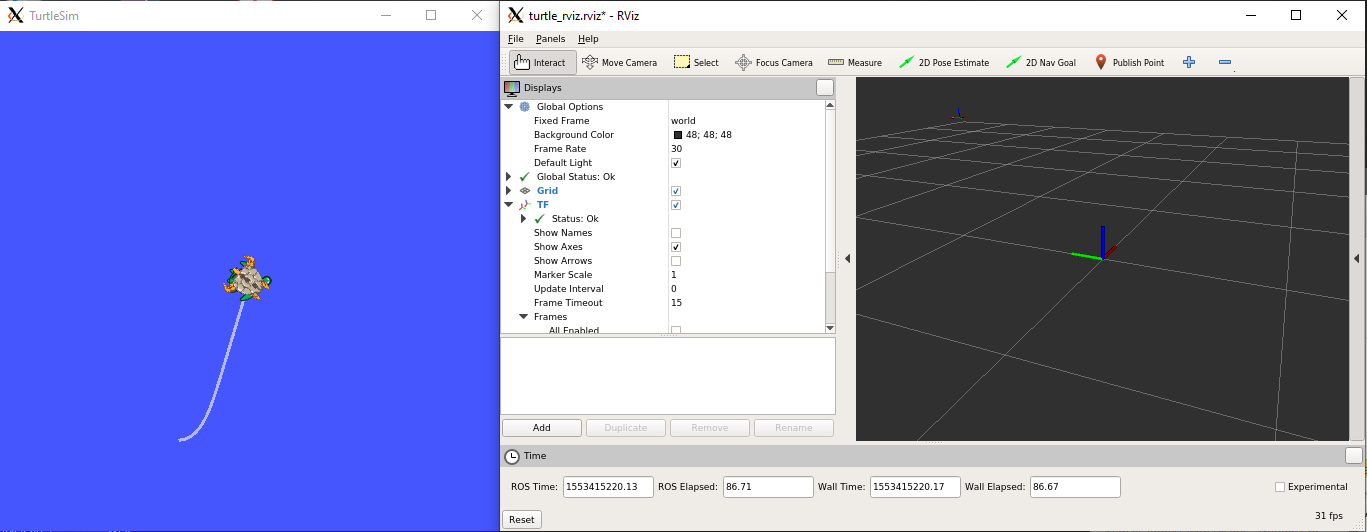 TurtleSim
turtle_rviz.rviz* - RViz
File Panels Help
Interact Move Camera Select Focus Camera Measure 2D Pose Estimate 2D Nav Goal Publish Point
Displays
Global Options
Fixed Frame world
Background Color 48; 48; 48
Frame Rate 30
Default Light
Global Status: Ok
Grid
TF
Status: Ok
Show Names
Show Axes
Show Arrows
Marker Scale 1
Update Interval 0
Frame Timeout 15
Frames
All Enabled
Add Duplicate Remove Rename
Time
ROS Time: 1553415220.13 ROS Elapsed: 86.71 Wall Time: 1553415220.17 Wall Elapsed: 86.67 Experimental
Reset 31 fps